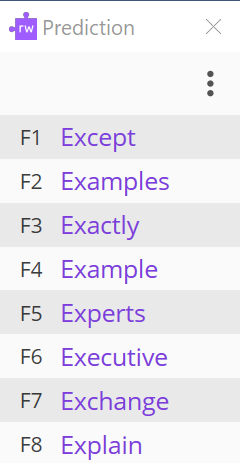 rw Prediction
F1 Except
F2 Examples
F3 Exactly
F4 Example
F5 Experts
F6 Executive
F7 Exchange
F8 Explain